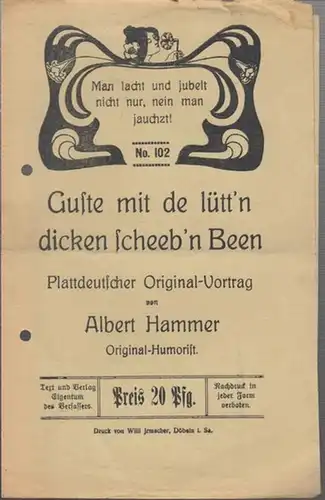 Man lacht und jubelt
nicht nur, nein man
jauchzt!
No. 102
Guſte mit de lütt'n
dicken ſcheeb'n Been
Plattdeutſcher Original-Vortrag
von
Albert Hammer
Original-Humoriſt.
Text und Verlag
Eigentum
des Verfaſſers.
Preis 20 Pfg.
Nachdruck in
jeder Form
verboten.
Druck von Willi Irmscher, Döbeln i. Sa.